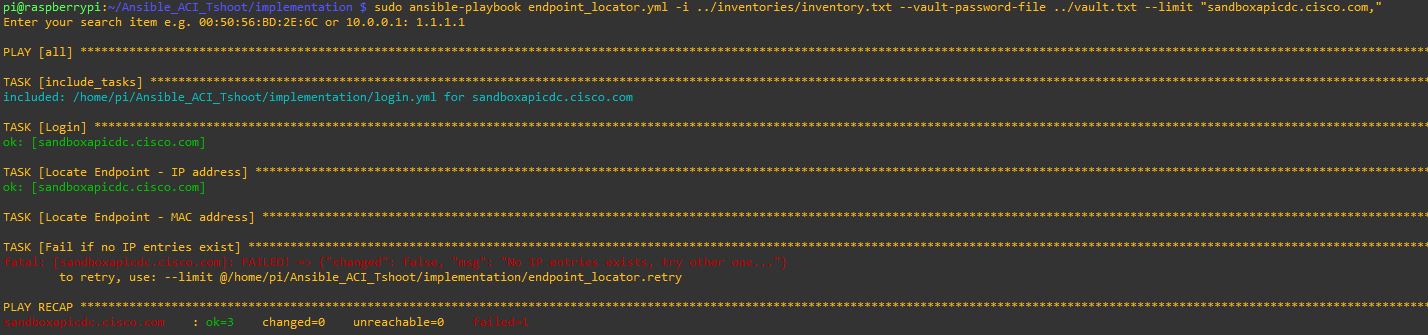 pi@raspberrypi:~/Ansible_ACI_Tshoot/implementation $ sudo ansible-playbook endpoint_locator.yml -i ../inventories/inventory.txt --vault-password-file ../vault.txt --limit "sandboxapicdc.cisco.com,"
Enter your search item e.g. 00:50:56:BD:2E:6C or 10.0.0.1: 1.1.1.1
PLAY [all] ****************************************************************************************************************************************************************************************
TASK [include_tasks] ******************************************************************************************************************************************************************************
included: /home/pi/Ansible_ACI_Tshoot/implementation/login.yml for sandboxapicdc.cisco.com
TASK [Login] **************************************************************************************************************************************************************************************
ok: [sandboxapicdc.cisco.com]
TASK [Locate Endpoint - IP address] ***************************************************************************************************************************************************************
ok: [sandboxapicdc.cisco.com]
TASK [Locate Endpoint - MAC address] **************************************************************************************************************************************************************
TASK [Fail if no IP entries exist] ****************************************************************************************************************************************************************
fatal: [sandboxapicdc.cisco.com]: FAILED! => {"changed": false, "msg": "No IP entries exists, try other one..."}
to retry, use: --limit @/home/pi/Ansible_ACI_Tshoot/implementation/endpoint_locator.retry
PLAY RECAP ****************************************************************************************************************************************************************************************
sandboxapicdc.cisco.com : ok=3 changed=0 unreachable=0 failed=1